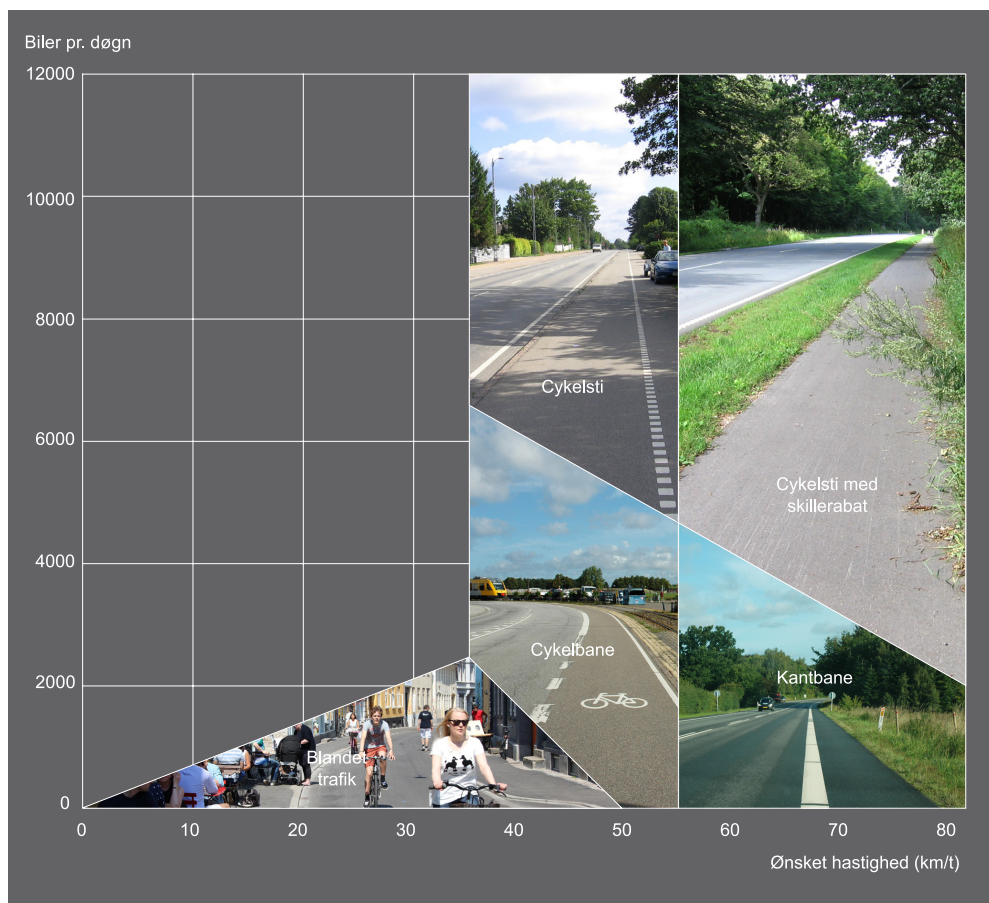 Biler pr. døgn
12000
10000
8000
6000
4000
2000
0
Cykelsti
Cykelsti med
skillerabat
Cykelbane
Kantbane
Blandet
trafik
0 10 20 30 40 50 60 70 80
Ønsket hastighed (km/t)